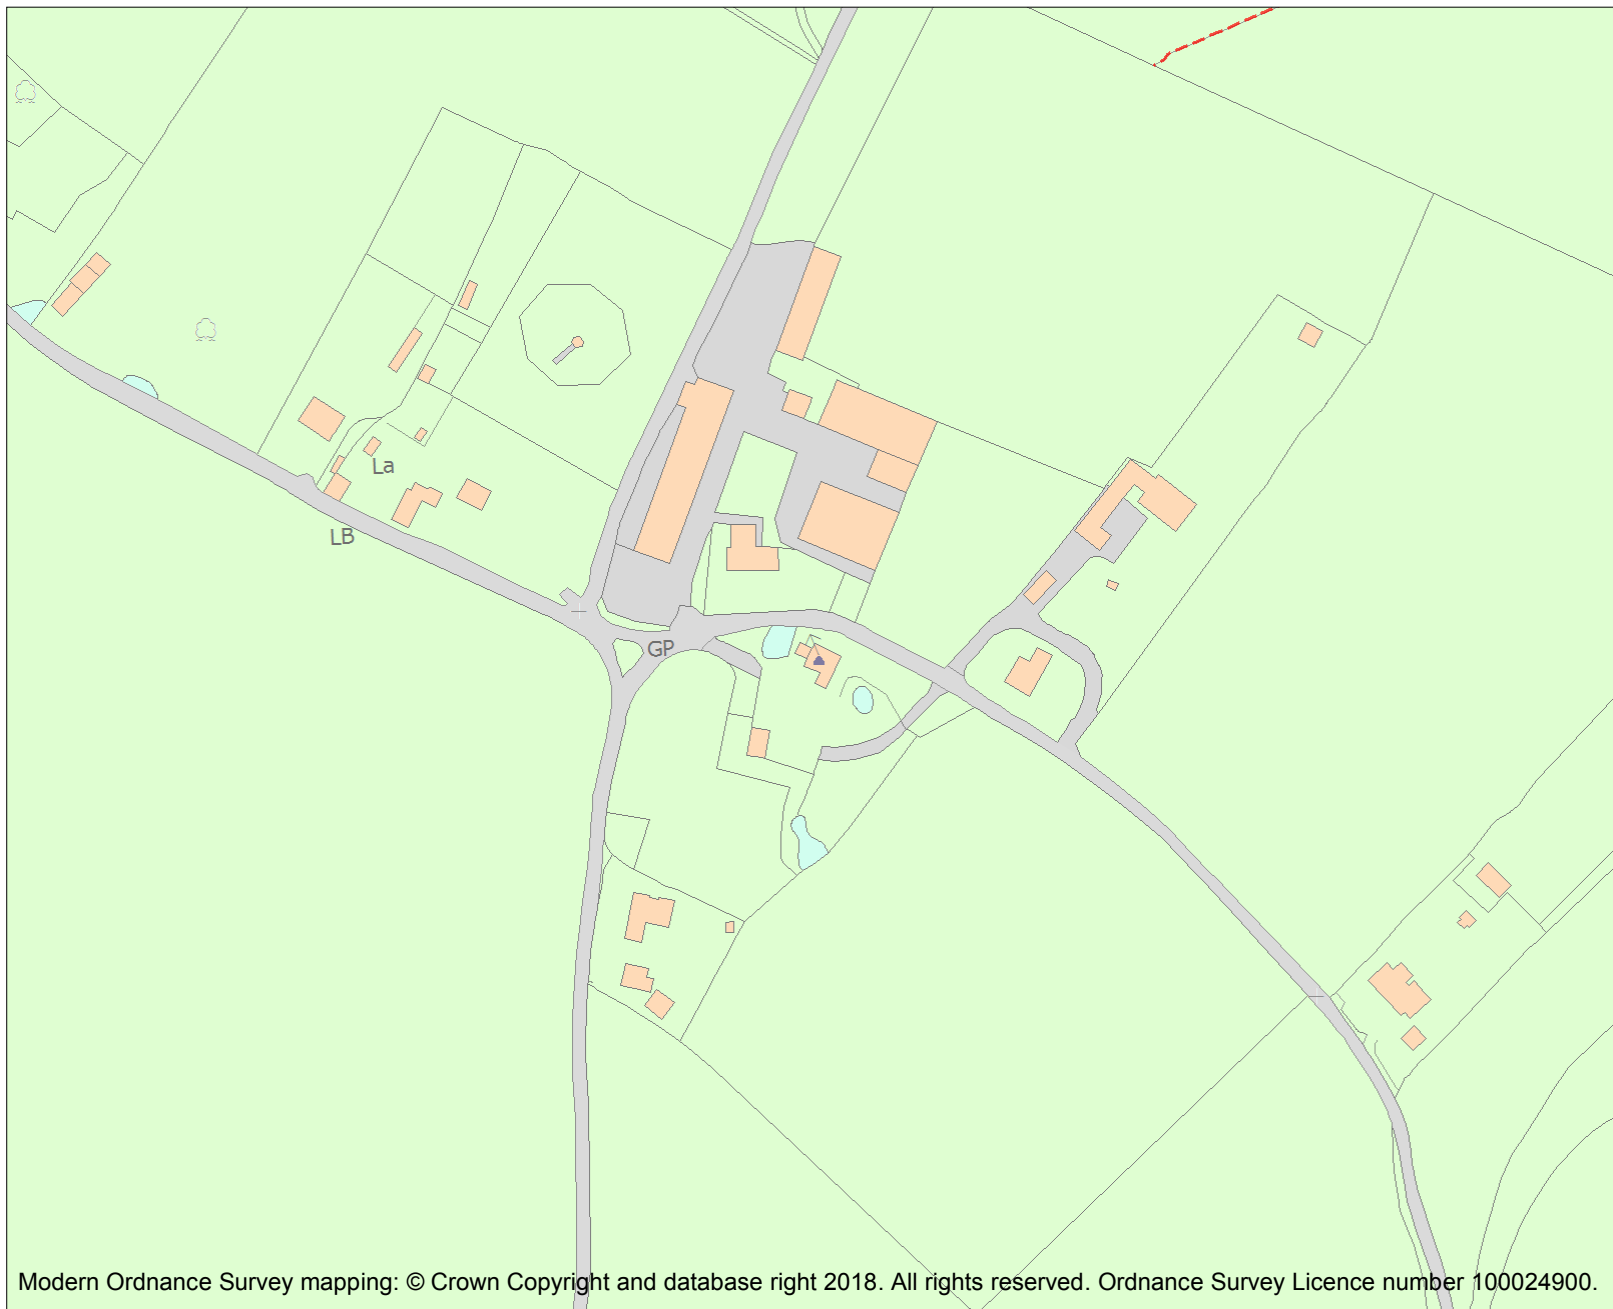 La
LB
GP
Modern Ordnance Survey mapping: © Crown Copyright and database right 2018. All rights reserved. Ordnance Survey Licence number 100024900.